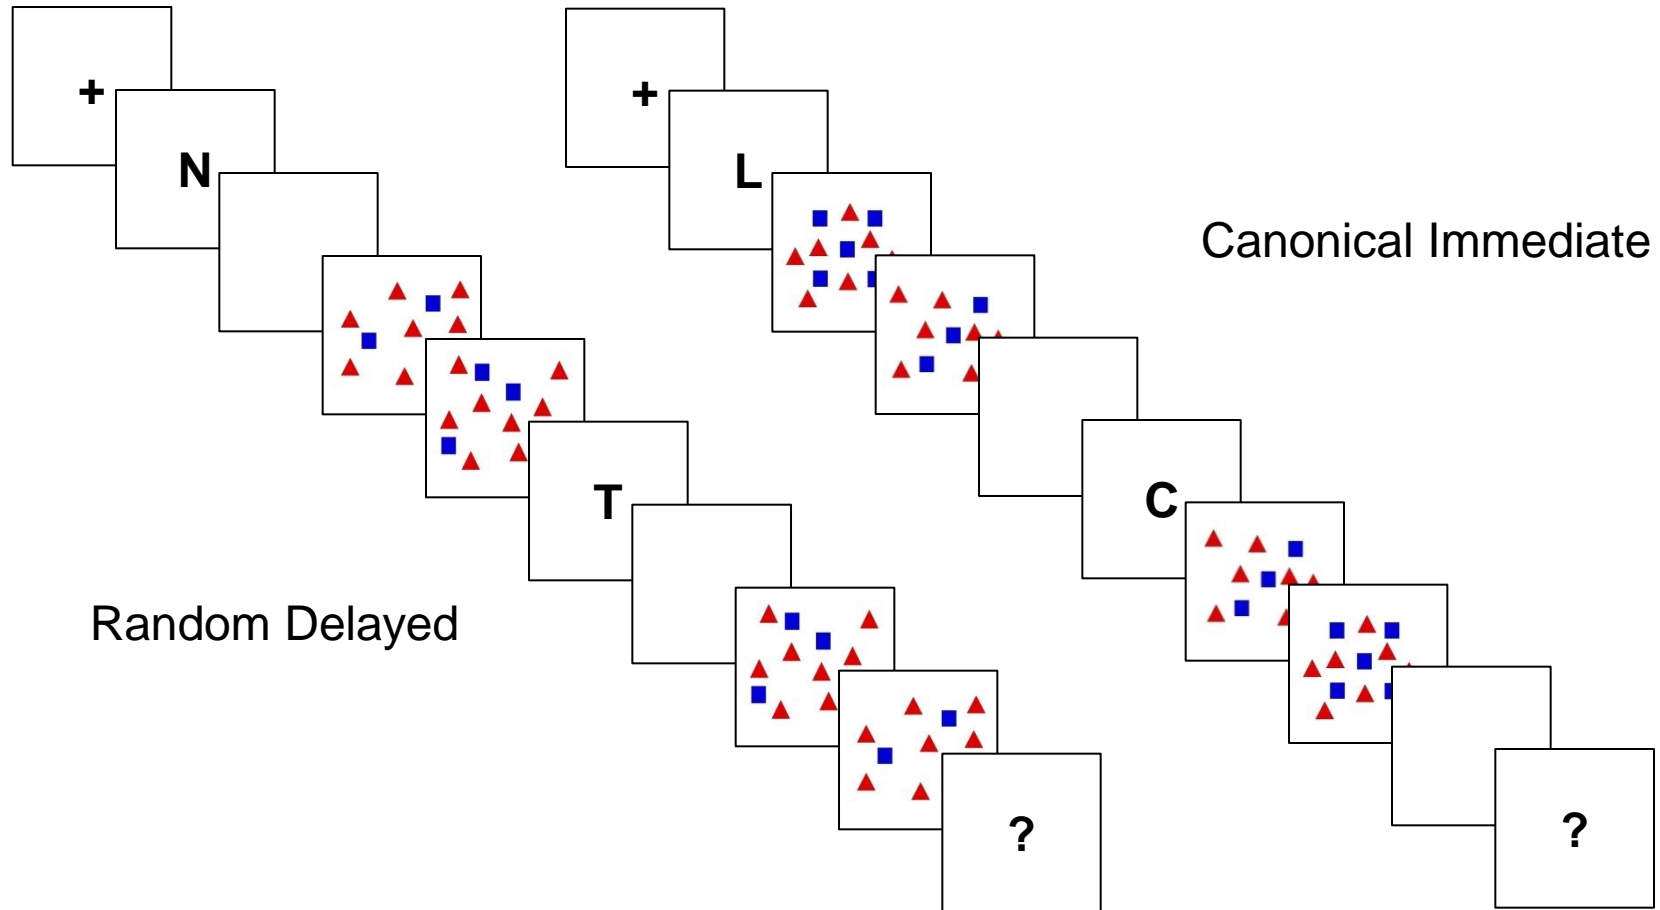 +
N
T
?
Random Delayed
+
L
C
?
Canonical Immediate